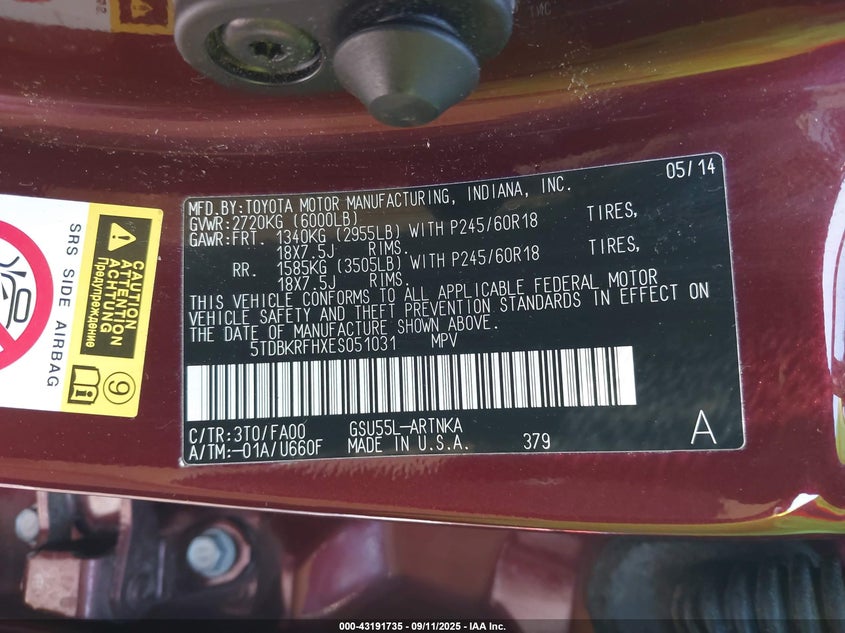 MFD.BY:TOYOTA MOTOR MANUFACTURING, INDIANA, INC. 05/14
GVWR:2720KG (6000LB)
GAWR:FRT. 1340KG (2955LB) WITH P245/60R18 TIRES,
18X7.5J RIMS.
RR. 1585KG (3505LB) WITH P245/60R18 TIRES,
18X7.5J RIMS.
THIS VEHICLE CONFORMS TO ALL APPLICABLE FEDERAL MOTOR
VEHICLE SAFETY AND THEFT PREVENTION STANDARDS IN EFFECT ON
THE DATE OF MANUFACTURE SHOWN ABOVE.
5TDBKRFHXES051031 MPV
C/TR:3T0/FA00 GSU55L-ARTNKA
A/TM:-01A/U660F MADE IN U.S.A. 379 A
SRS SIDE AIRBAG
CAUTION
ATTENTION
ACHTUNG
Предупреждение
9
000-43191735 - 09/11/2025 - IAA Inc.